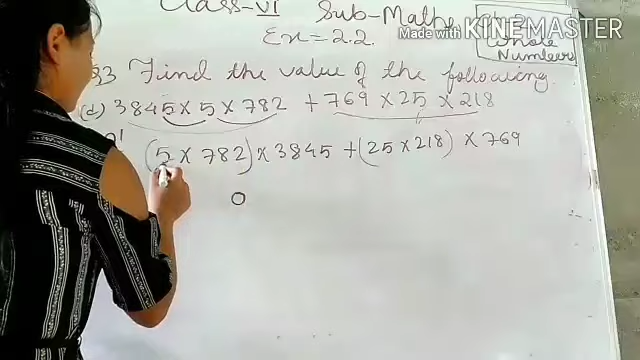 Class-VI Sub-Maths
Ex=2.2.
Whole
Numbers
Made with KINEMASTER
Q3 Find the value of the following.
(d) 3845 x 5 x 782 + 769 x 25 x 218
(5 x 782) x 3845 + (25 x 218) x 769